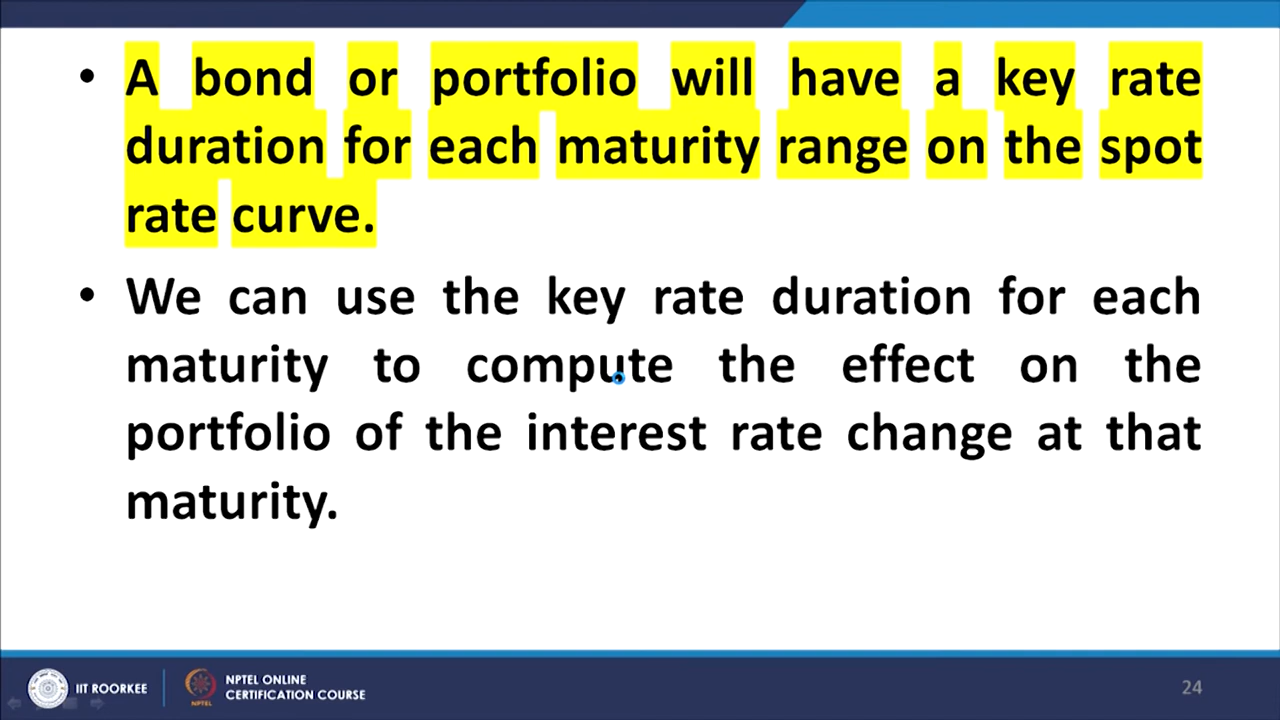 • A bond or portfolio will have a key rate
duration for each maturity range on the spot
rate curve.
• We can use the key rate duration for each
maturity to compute the effect on the
portfolio of the interest rate change at that
maturity.
IIT ROORKEE
NPTEL
NPTEL ONLINE
CERTIFICATION COURSE
24